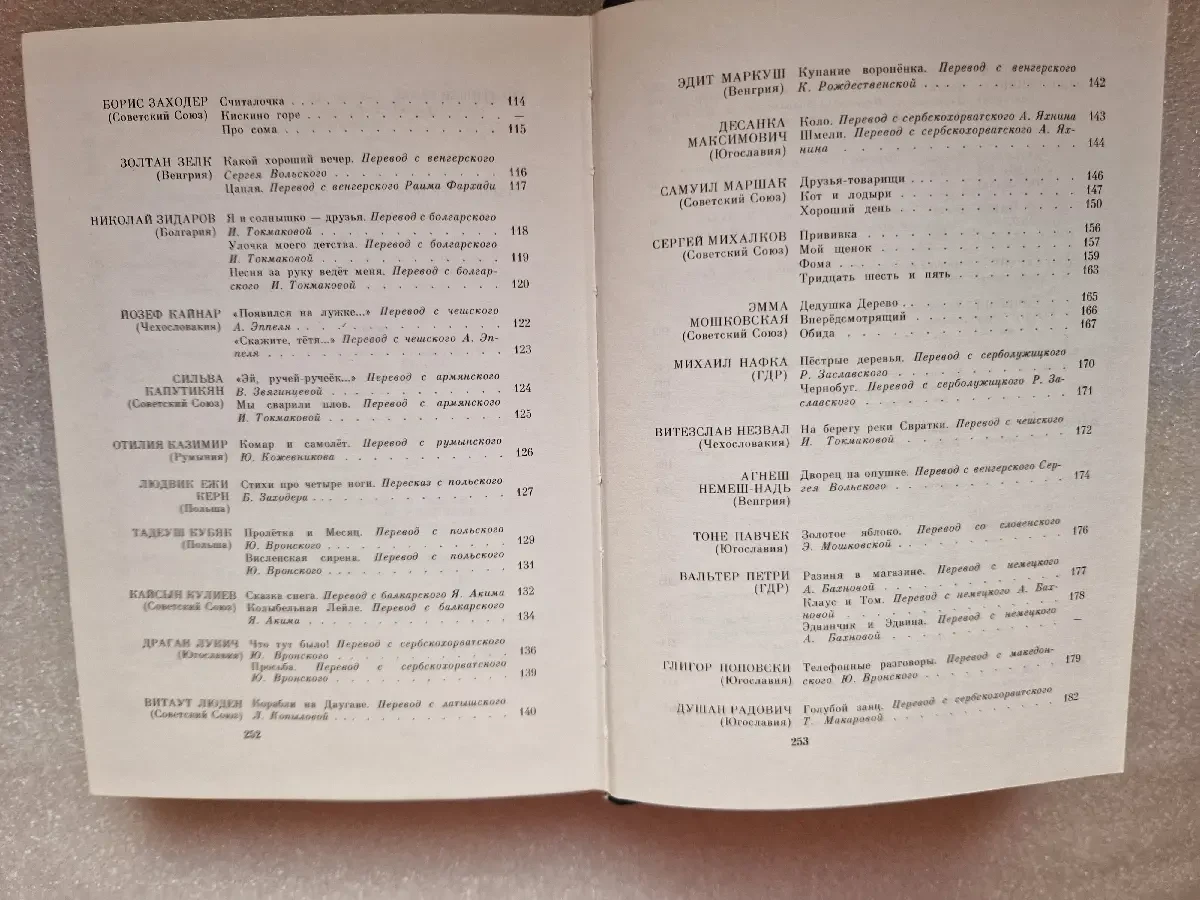 БОРИС ЗАХОДЕР Считалочка . . . 114
(Советский Союз) Кискино горе . . . —
Про сома . . . 115
ЗОЛТАН ЗЕЛК Какой хороший вечер. Перевод с венгерского
(Венгрия) Сергея Вольского . . . 116
Цапля. Перевод с венгерского Раима Фархади 117
НИКОЛАЙ ЗИДАРОВ Я и солнышко — друзья. Перевод с болгарского
(Болгария) И. Токмаковой . . . 118
Улочка моего детства. Перевод с болгарского
И. Токмаковой . . . 119
Песня за руку ведёт меня. Перевод с болгар-
ского И. Токмаковой . . . 120
ЙОЗЕФ КАЙНАР «Появился на лужке...» Перевод с чешского
(Чехословакия) А. Эппеля . . . 122
«Скажите, тётя...» Перевод с чешского А. Эп-
пеля . . . 123
СИЛЬВА «Эй, ручей-ручеёк...» Перевод с армянского
КАПУТИКЯН В. Звягинцевой . . . 124
(Советский Союз) Мы сварили плов. Перевод с армянского
И. Токмаковой . . . 125
ОТИЛИЯ КАЗИМИР Комар и самолёт. Перевод с румынского
(Румыния) Ю. Кожевникова . . . 126
ЛЮДВИК ЕЖИ Стихи про четыре ноги. Пересказ с польского
КЕРН Б. Заходера . . . 127
(Польша)
ТАДЕУШ КУБЯК Пролётка и Месяц. Перевод с польского
(Польша) Ю. Вронского . . . 129
Висленская сирена. Перевод с польского
Ю. Вронского . . . 131
КАЙСЫН КУЛИЕВ Сказка снега. Перевод с балкарского Я. Акима 132
(Советский Союз) Колыбельная Лейле. Перевод с балкарского
Я. Акима . . . 134
ДРАГАН ЛУКИЧ Что тут было! Перевод с сербскохорватского
(Югославия) Ю. Вронского . . . 136
Просьба. Перевод с сербскохорватского
Ю. Вронского . . . 139
ВИТАУТ ЛЮДЕН Корабли на Даугаве. Перевод с латышского
(Советский Союз) Л. Копыловой . . . 140
252
ЭДИТ МАРКУШ Купание воронёнка. Перевод с венгерского
(Венгрия) К. Рождественской . . . 142
ДЕСАНКА Коло. Перевод с сербскохорватского А. Яхнина 143
МАКСИМОВИЧ Шмели. Перевод с сербскохорватского А. Ях-
(Югославия) нина . . . 144
САМУИЛ МАРШАК Друзья-товарищи . . . 146
(Советский Союз) Кот и лодыри . . . 147
Хороший день . . . 150
СЕРГЕЙ МИХАЛКОВ Прививка . . . 156
(Советский Союз) Мой щенок . . . 157
Фома . . . 159
Тридцать шесть и пять . . . 163
ЭММА Дедушка Дерево . . . 165
МОШКОВСКАЯ Вперёдсмотрящий . . . 166
(Советский Союз) Обида . . . 167
МИХАИЛ НАФКА Пёстрые деревья. Перевод с серболужицкого
(ГДР) Р. Заславского . . . 170
Чернобуг. Перевод с серболужицкого Р. За-
славского . . . 171
ВИТЕЗСЛАВ НЕЗВАЛ На берегу реки Свратки. Перевод с чешского
(Чехословакия) И. Токмаковой . . . 172
АГНЕШ Дворец на опушке. Перевод с венгерского Сер-
НЕМЕШ-НАДЬ гея Вольского . . . 174
(Венгрия)
ТОНЕ ПАВЧЕК Золотое яблоко. Перевод со словенского
(Югославия) Э. Мошковской . . . 176
ВАЛЬТЕР ПЕТРИ Разиня в магазине. Перевод с немецкого
(ГДР) А. Бахновой . . . 177
Клаус и Том. Перевод с немецкого А. Бах-
новой . . . 178
Эдвинчик и Эдвина. Перевод с немецкого
А. Бахновой . . . —
ГЛИГОР ПОПОВСКИ Телефонные разговоры. Перевод с македон-
(Югославия) ского Ю. Вронского . . . 179
ДУШАН РАДОВИЧ Голубой заяц. Перевод с сербскохорватского
(Югославия) Т. Макаровой . . . 182
253